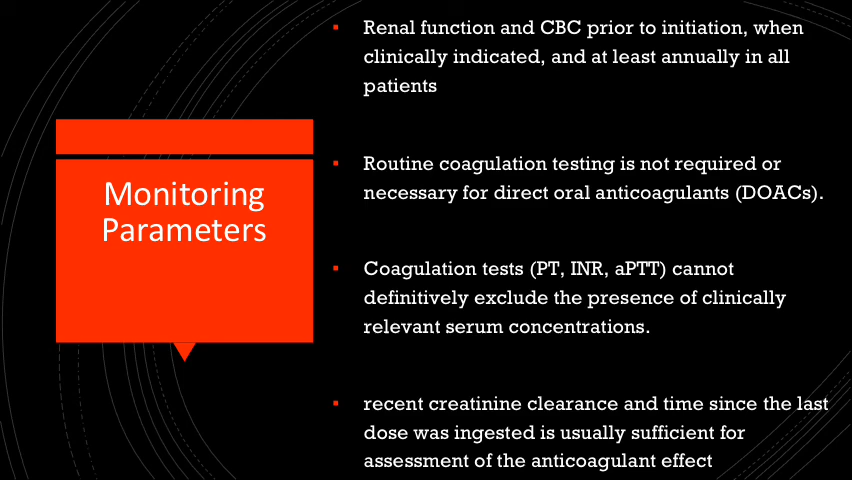 Monitoring
Parameters
Renal function and CBC prior to initiation, when
clinically indicated, and at least annually in all
patients
Routine coagulation testing is not required or
necessary for direct oral anticoagulants (DOACs).
Coagulation tests (PT, INR, aPTT) cannot
definitively exclude the presence of clinically
relevant serum concentrations.
recent creatinine clearance and time since the last
dose was ingested is usually sufficient for
assessment of the anticoagulant effect